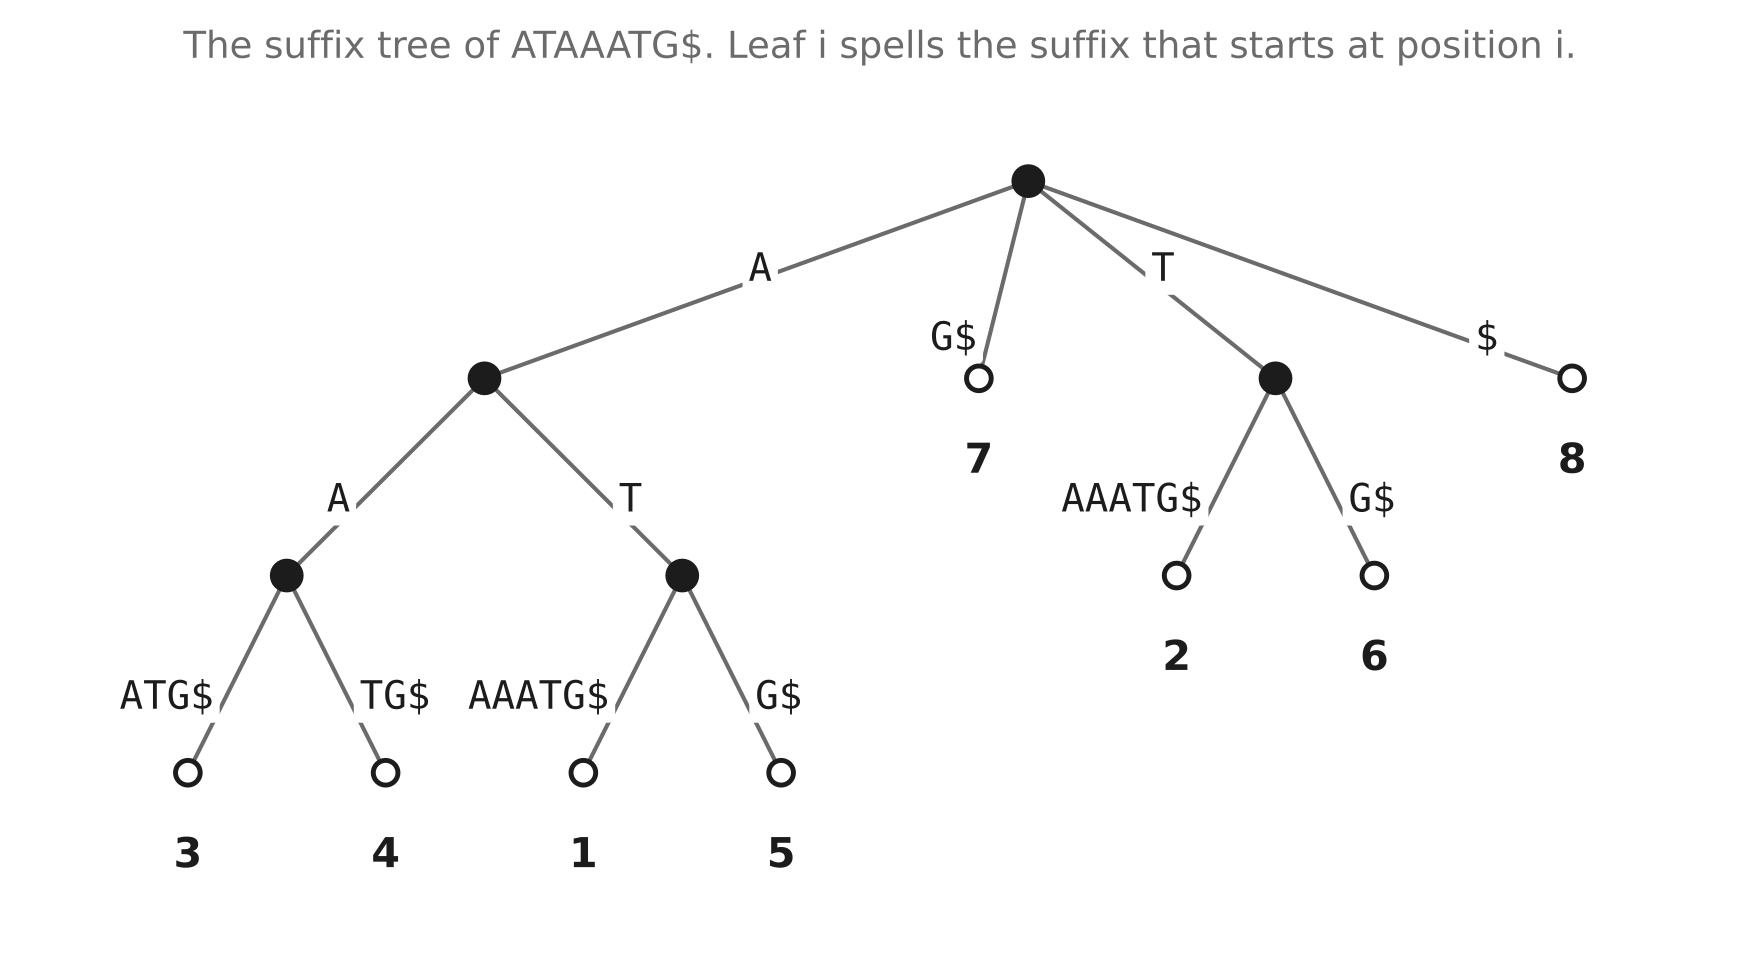 The suffix tree of ATAAATG$. Leaf i spells the suffix that starts at position i.
A
T
G$
$
7
8
A
T
AAATG$
G$
2
6
ATG$
TG$
AAATG$
G$
3
4
1
5